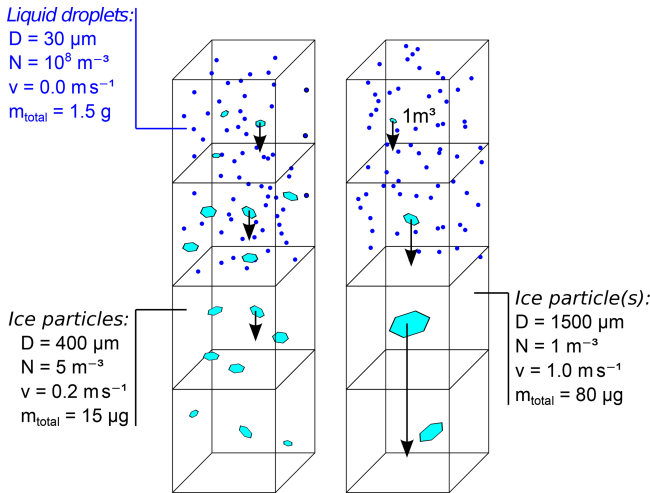 Liquid droplets:
D = 30 µm
N = 10⁸ m⁻³
v = 0.0 m s⁻¹
m_total = 1.5 g
1m³
Ice particles:
D = 400 µm
N = 5 m⁻³
v = 0.2 m s⁻¹
m_total = 15 µg
Ice particle(s):
D = 1500 µm
N = 1 m⁻³
v = 1.0 m s⁻¹
m_total = 80 µg